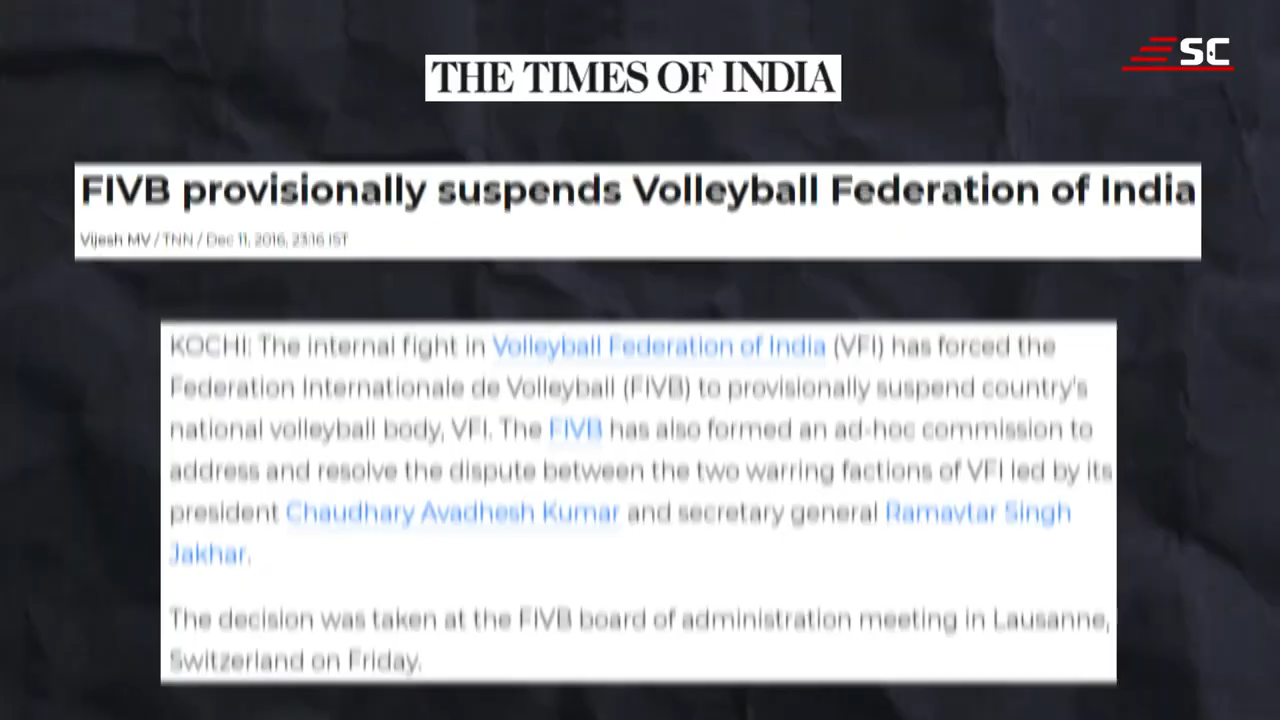 SC
THE TIMES OF INDIA
FIVB provisionally suspends Volleyball Federation of India
Vijesh MV / TNN / Dec 11, 2016, 23:16 IST
KOCHI: The internal fight in Volleyball Federation of India (VFI) has forced the
Federation Internationale de Volleyball (FIVB) to provisionally suspend country's
national volleyball body, VFI. The FIVB has also formed an ad-hoc commission to
address and resolve the dispute between the two warring factions of VFI led by its
president Chaudhary Avadhesh Kumar and secretary general Ramavtar Singh
Jakhar.
The decision was taken at the FIVB board of administration meeting in Lausanne,
Switzerland on Friday.